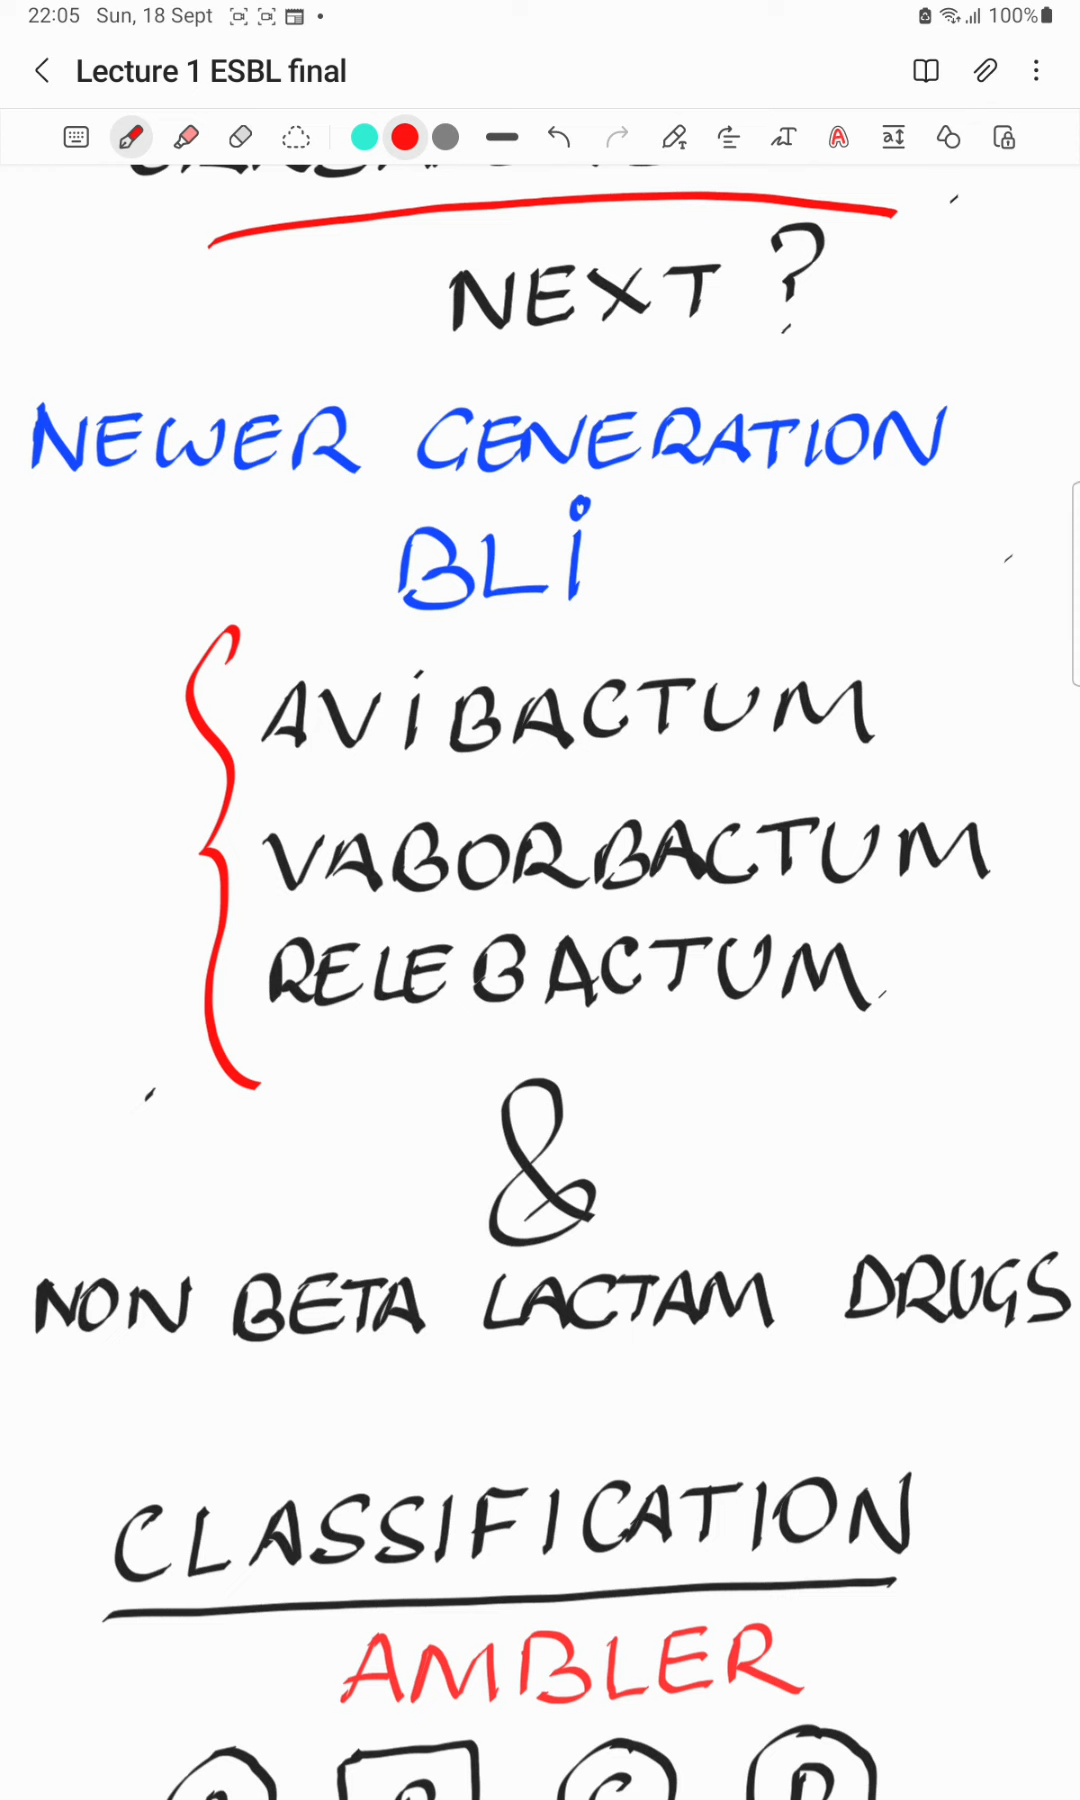 22:05 Sun, 18 Sept 100%
Lecture 1 ESBL final
NEXT ?
NEWER GENERATION
BLi
AVIBACTUM
VABORBACTUM
RELEBACTUM
&
NON BETA LACTAM DRUGS
CLASSIFICATION
AMBLER
A B C D